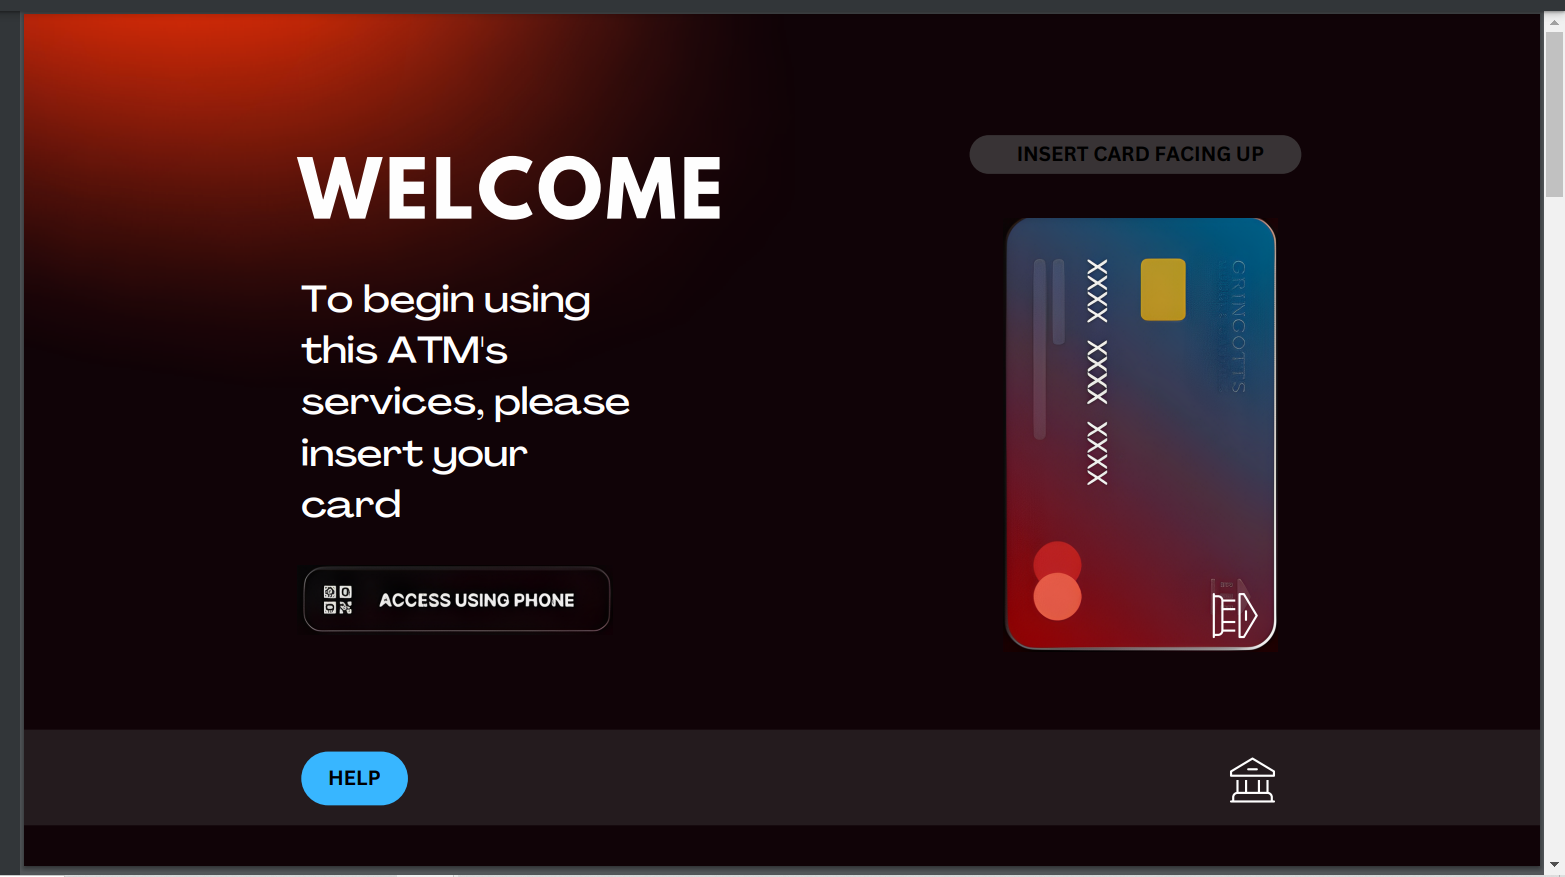 WELCOME
To begin using
this ATM's
services, please
insert your
card
ACCESS USING PHONE
INSERT CARD FACING UP
GRINGOTTS
XXXX XXXX XXXX
HELP